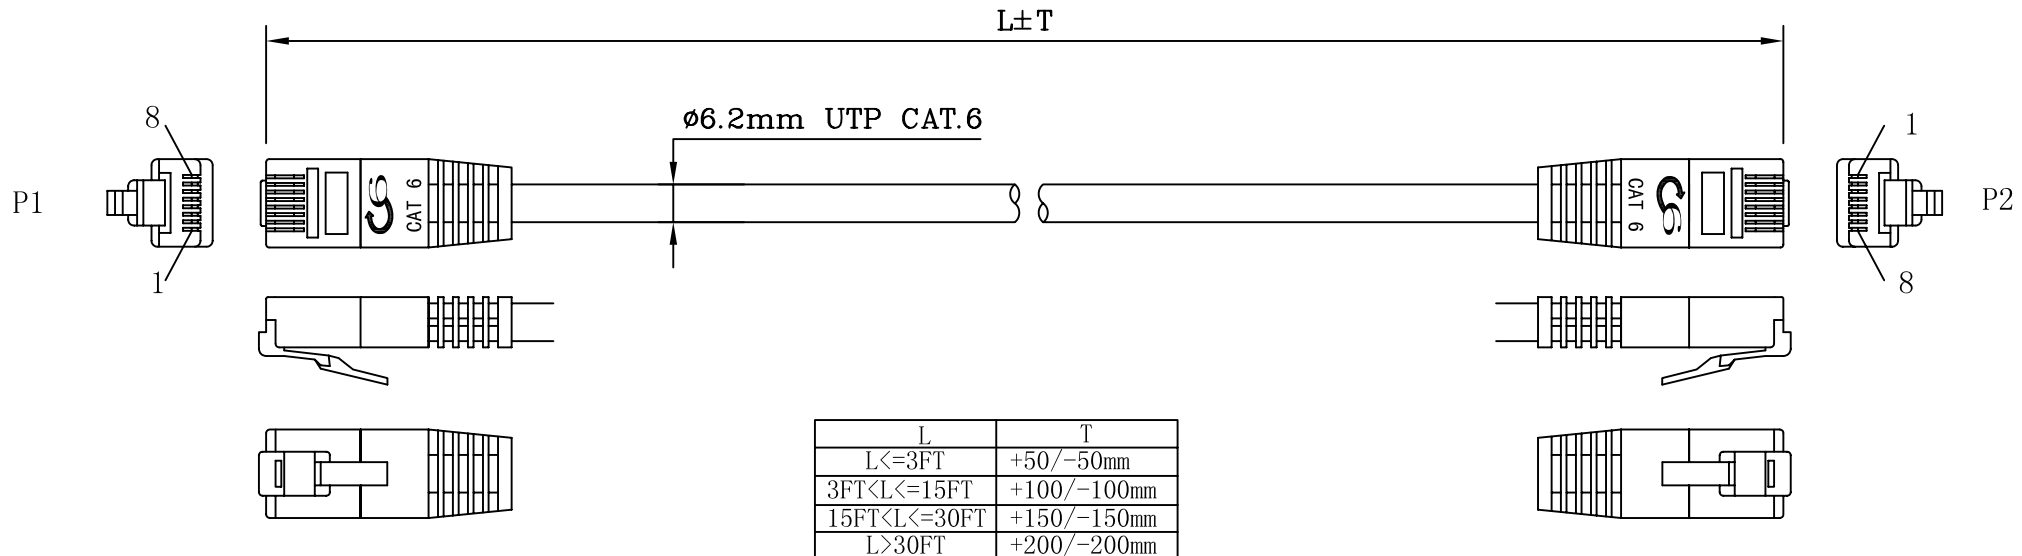 L±T
ø6.2mm UTP CAT.6
8
1
P1
CAT 6
CAT 6
P2
1
8
L T
L<=3FT +50/-50mm
3FT<L<=15FT +100/-100mm
15FT<L<=30FT +150/-150mm
L>30FT +200/-200mm